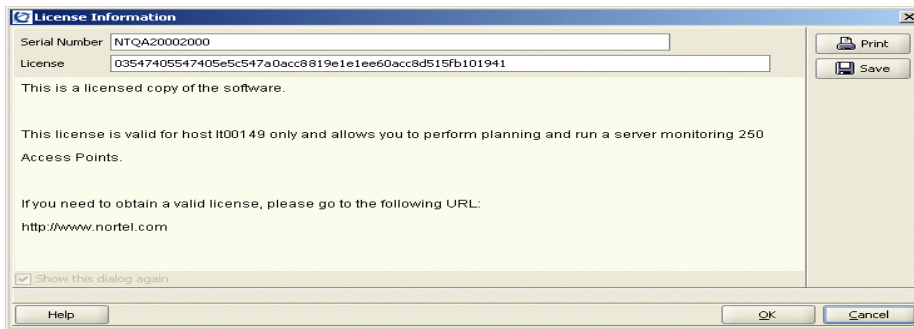 License Information
Serial Number NTQA20002000
Print
License 03547405547405e5c547a0acc8819e1e1ee60acc8d515fb101941
Save
This is a licensed copy of the software.
This license is valid for host lt00149 only and allows you to perform planning and run a server monitoring 250
Access Points.
If you need to obtain a valid license, please go to the following URL:
http://www.nortel.com
Show this dialog again
Help
OK
Cancel